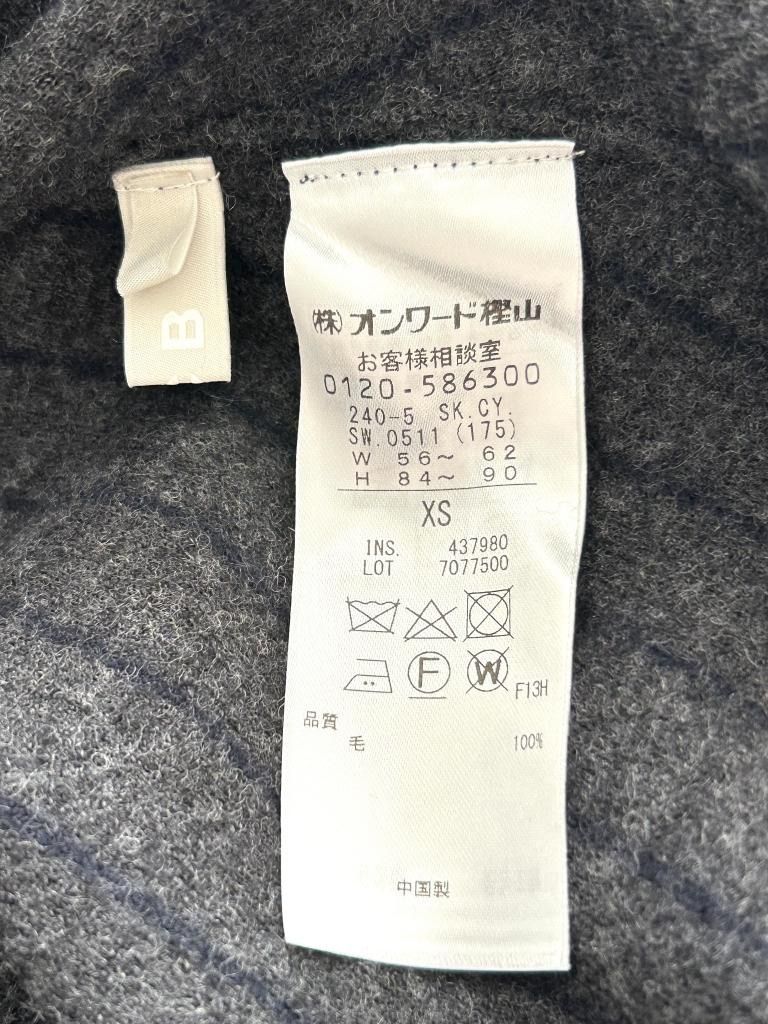 B
(株)オンワード樫山
お客様相談室
0120-586300
240-5 SK.CY.
SW.0511 (175)
W 56～ 62
H 84～ 90
XS
INS. 437980
LOT 7077500
F
W
F13H
品質
毛 100%
中国製